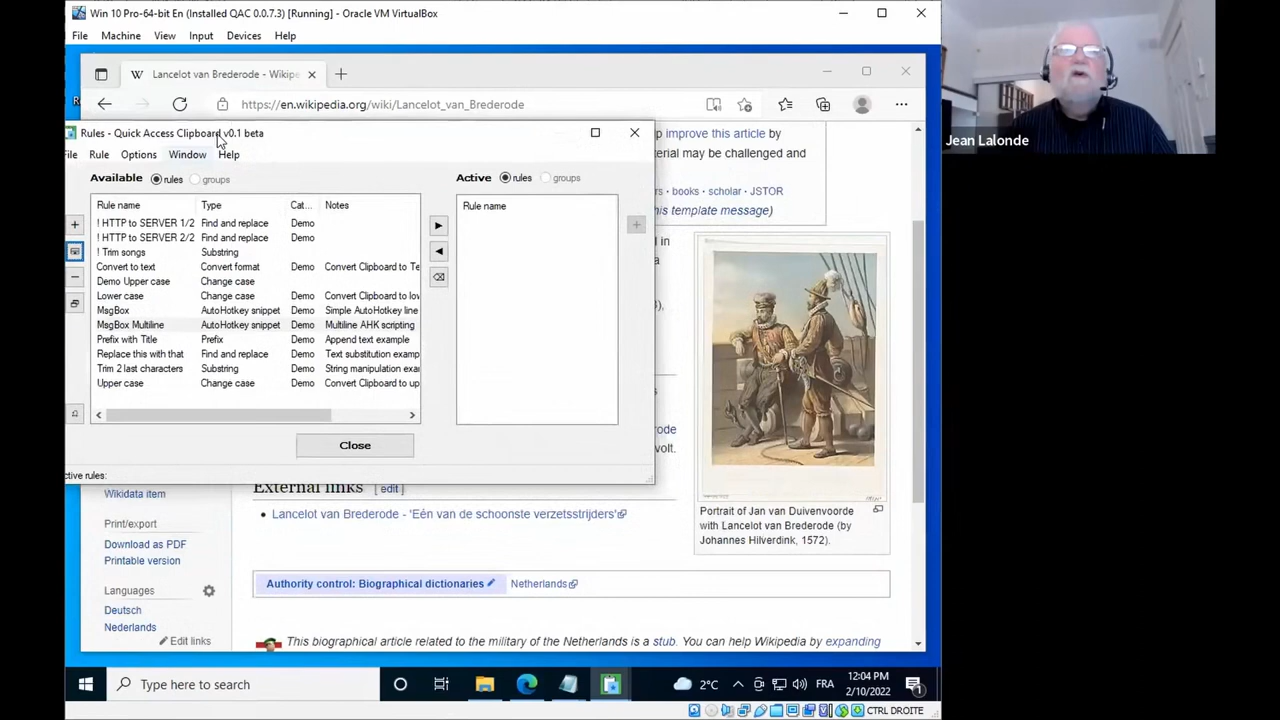 Win 10 Pro-64-bit En (Installed QAC 0.0.7.3) [Running] - Oracle VM VirtualBox
File Machine View Input Devices Help
Lancelot van Brederode - Wikipe
https://en.wikipedia.org/wiki/Lancelot_van_Brederode
Jean Lalonde
Rules - Quick Access Clipboard v0.1 beta
improve this article by
terial may be challenged and
File Rule Options Window Help
Available rules groups
Active rules groups
rs · books · scholar · JSTOR
his template message)
Rule name Type Cat... Notes
Rule name
! HTTP to SERVER 1/2 Find and replace Demo
! HTTP to SERVER 2/2 Find and replace Demo
! Trim songs Substring
Convert to text Convert format Demo Convert Clipboard to Te
Demo Upper case Change case
Lower case Change case Demo Convert Clipboard to lov
MsgBox AutoHotkey snippet Demo Simple AutoHotkey line
MsgBox Multiline AutoHotkey snippet Demo Multiline AHK scripting
Prefix with Title Prefix Demo Append text example
Replace this with that Find and replace Demo Text substitution examp
Trim 2 last characters Substring Demo String manipulation exa
Upper case Change case Demo Convert Clipboard to up
rode
volt.
Close
ctive rules:
Wikidata item
External links [ edit ]
Print/export
Download as PDF
Printable version
Lancelot van Brederode - 'Eén van de schoonste verzetsstrijders'
Portrait of Jan van Duivenvoorde
with Lancelot van Brederode (by
Johannes Hilverdink, 1572).
Languages
Deutsch
Nederlands
Edit links
Authority control: Biographical dictionaries Netherlands
This biographical article related to the military of the Netherlands is a stub. You can help Wikipedia by expanding
Type here to search
2°C
FRA
12:04 PM
2/10/2022
1
CTRL DROITE